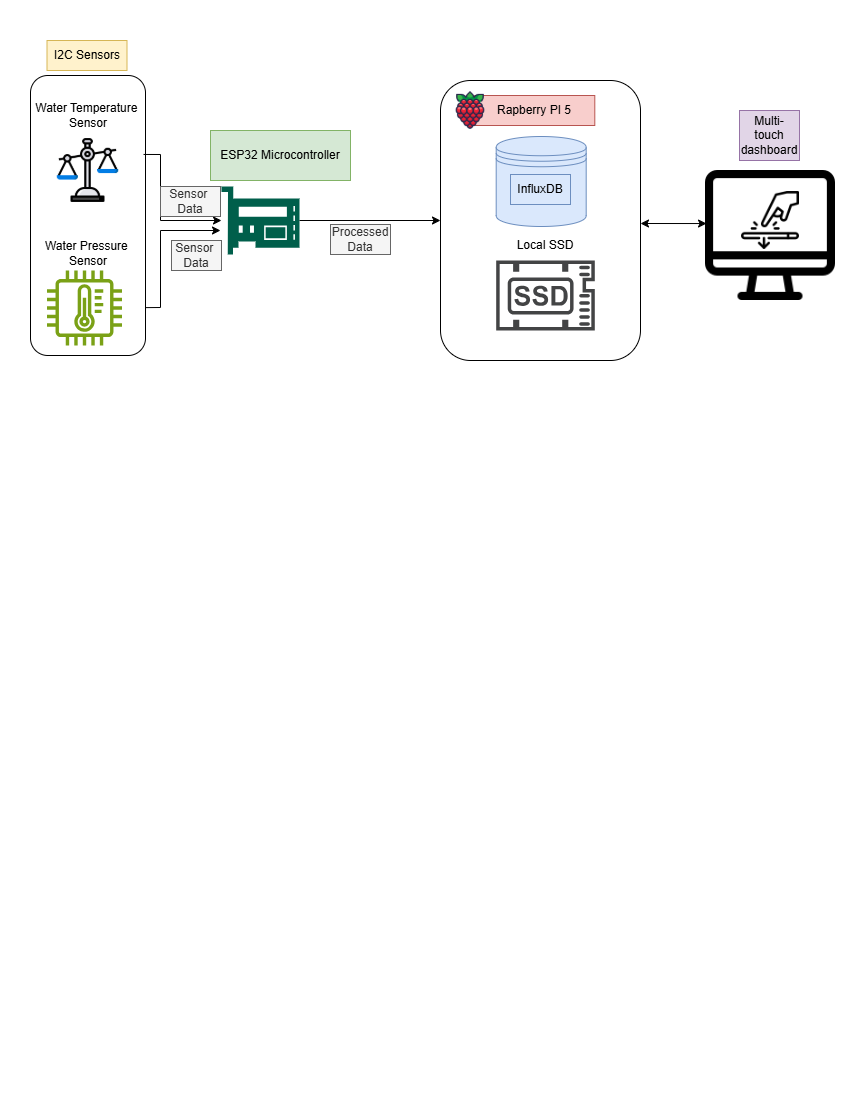 I2C Sensors
Water Temperature
Sensor
Water Pressure
Sensor
Sensor
Data
Sensor
Data
ESP32 Microcontroller
Processed
Data
Rapberry PI 5
InfluxDB
Local SSD
SSD
Multi-
touch
dashboard